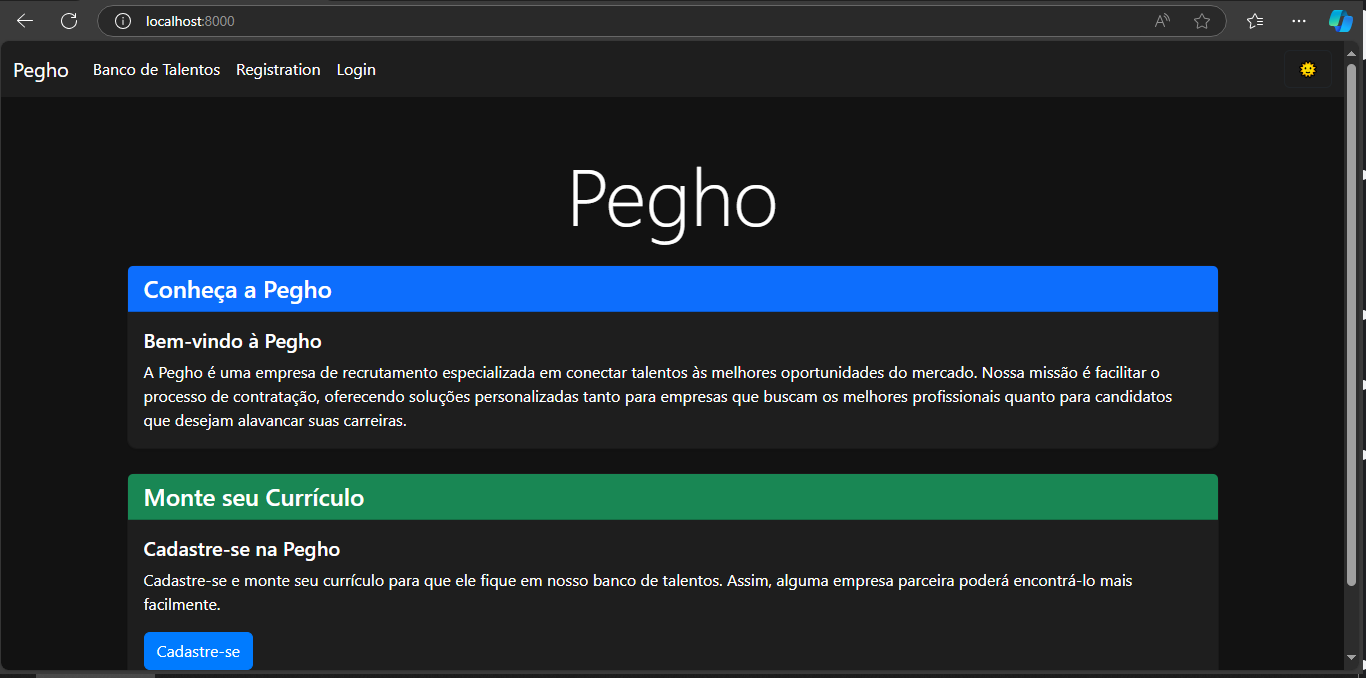 localhost:8000
Pegho Banco de Talentos Registration Login
Pegho
Conheça a Pegho
Bem-vindo à Pegho
A Pegho é uma empresa de recrutamento especializada em conectar talentos às melhores oportunidades do mercado. Nossa missão é facilitar o
processo de contratação, oferecendo soluções personalizadas tanto para empresas que buscam os melhores profissionais quanto para candidatos
que desejam alavancar suas carreiras.
Monte seu Currículo
Cadastre-se na Pegho
Cadastre-se e monte seu currículo para que ele fique em nosso banco de talentos. Assim, alguma empresa parceira poderá encontrá-lo mais
facilmente.
Cadastre-se